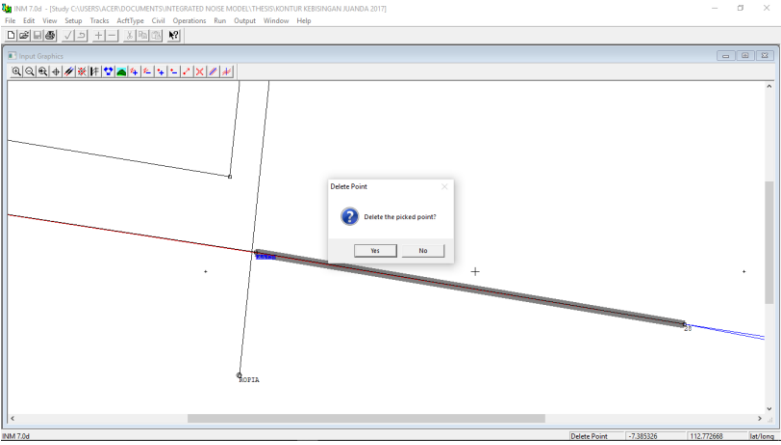 INM 7.0d - [Study C:\USERS\ACER\DOCUMENTS\INTEGRATED NOISE MODEL\THESIS\KONTUR KEBISINGAN JUANDA 2017]
File Edit View Setup Tracks AcftType Civil Operations Run Output Window Help
Input Graphics
Delete Point
Delete the picked point?
Yes No
28
ROPIA
INM 7.0d Delete Point -7.385326 112.772668 lat/long